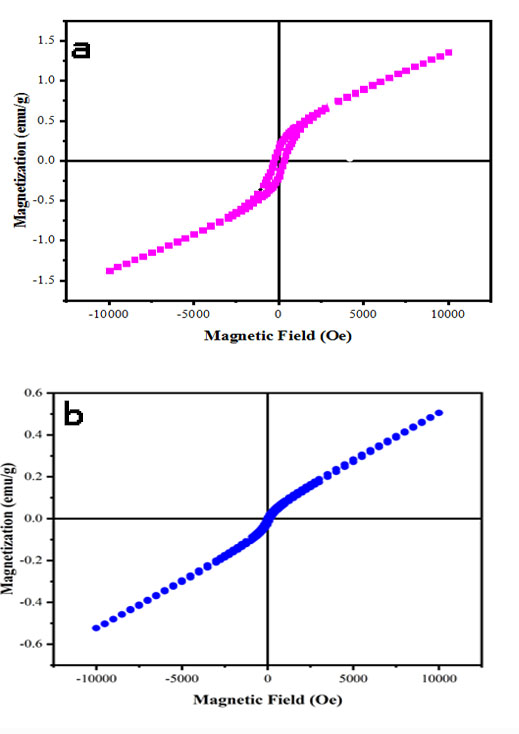 a
1.5
1.0
0.5
0.0
-0.5
-1.0
-1.5
Magnetization (emu/g)
-10000 -5000 0 5000 10000
Magnetic Field (Oe)
b
0.6
0.4
0.2
0.0
-0.2
-0.4
-0.6
Magnetization (emu/g)
-10000 -5000 0 5000 10000
Magnetic Field (Oe)